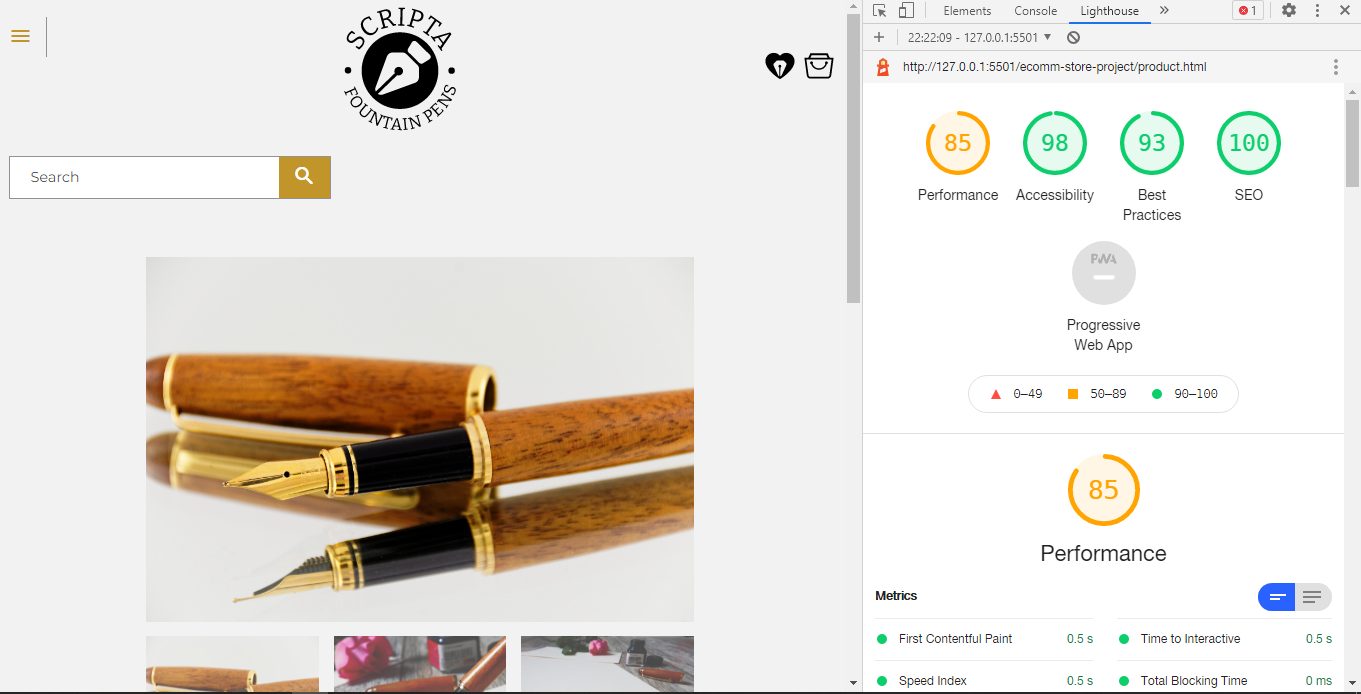 SCRIPTA
FOUNTAIN PENS
Search
Elements
Console
Lighthouse
1
22:22:09 - 127.0.0.1:5501
http://127.0.0.1:5501/ecomm-store-project/product.html
85
98
93
100
Performance
Accessibility
Best
Practices
SEO
PWA
Progressive
Web App
0–49
50–89
90–100
85
Performance
Metrics
First Contentful Paint
0.5 s
Time to Interactive
0.5 s
Speed Index
0.5 s
Total Blocking Time
0 ms